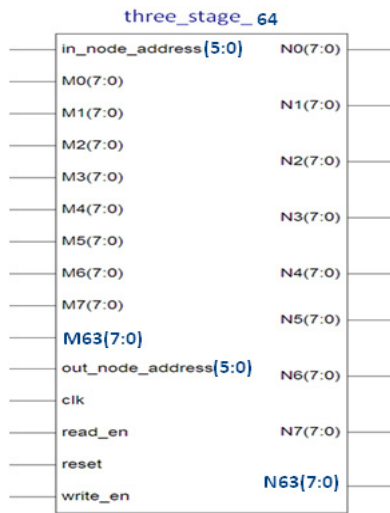 three_stage_ 64
in_node_address(5:0) N0(7:0)
M0(7:0)
N1(7:0)
M1(7:0)
M2(7:0)
N2(7:0)
M3(7:0)
M4(7:0)
N3(7:0)
M5(7:0)
M6(7:0) N4(7:0)
M7(7:0)
N5(7:0)
M63(7:0)
out_node_address(5:0)
N6(7:0)
clk
read_en N7(7:0)
reset
N63(7:0)
write_en